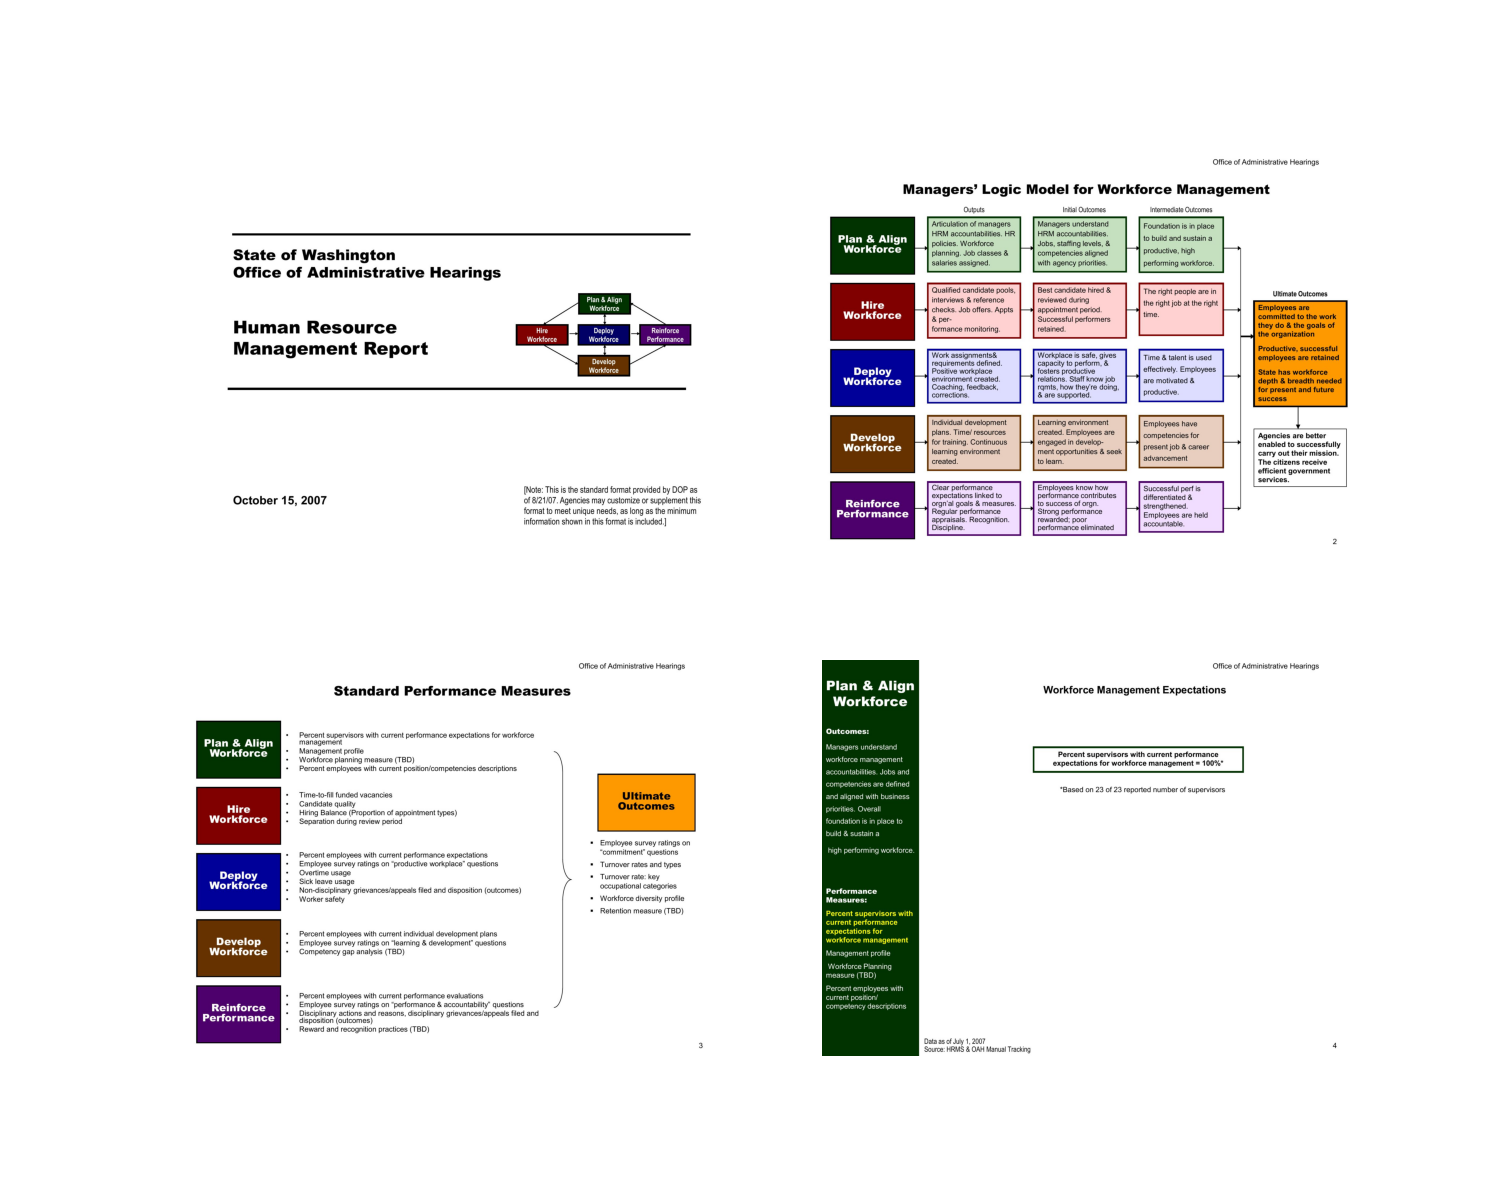 State of Washington
Office of Administrative Hearings
Human Resource
Management Report
Plan & Align
Workforce
Hire
Workforce
Deploy
Workforce
Reinforce
Performance
Develop
Workforce
October 15, 2007
[Note: This is the standard format provided by DOP as
of 8/21/07. Agencies may customize or supplement this
format to meet unique needs, as long as the minimum
information shown in this format is included.]
Office of Administrative Hearings
Managers' Logic Model for Workforce Management
Outputs
Initial Outcomes
Intermediate Outcomes
Plan & Align
Workforce
Articulation of managers
HRM accountabilities. HR
policies. Workforce
planning. Job classes &
salaries assigned.
Managers understand
HRM accountabilities.
Jobs, staffing levels, &
competencies aligned
with agency priorities.
Foundation is in place
to build and sustain a
productive, high
performing workforce.
Hire
Workforce
Qualified candidate pools,
interviews & reference
checks. Job offers. Appts
& per-
formance monitoring.
Best candidate hired &
reviewed during
appointment period.
Successful performers
retained.
The right people are in
the right job at the right
time.
Deploy
Workforce
Work assignments&
requirements defined.
Positive workplace
environment created.
Coaching, feedback,
corrections.
Workplace is safe, gives
capacity to perform, &
fosters productive
relations. Staff know job
rqmts, how they're doing,
& are supported.
Time & talent is used
effectively. Employees
are motivated &
productive.
Develop
Workforce
Individual development
plans. Time/ resources
for training. Continuous
learning environment
created.
Learning environment
created. Employees are
engaged in develop-
ment opportunities & seek
to learn.
Employees have
competencies for
present job & career
advancement
Reinforce
Performance
Clear performance
expectations linked to
orgn'al goals & measures.
Regular performance
appraisals. Recognition.
Discipline.
Employees know how
performance contributes
to success of orgn.
Strong performance
rewarded; poor
performance eliminated
Successful perf is
differentiated &
strengthened.
Employees are held
accountable.
Ultimate Outcomes
Employees are
committed to the work
they do & the goals of
the organization
Productive, successful
employees are retained
State has workforce
depth & breadth needed
for present and future
success
Agencies are better
enabled to successfully
carry out their mission.
The citizens receive
efficient government
services.
2
Office of Administrative Hearings
Standard Performance Measures
Plan & Align
Workforce
• Percent supervisors with current performance expectations for workforce
management
• Management profile
• Workforce planning measure (TBD)
• Percent employees with current position/competencies descriptions
Hire
Workforce
• Time-to-fill funded vacancies
• Candidate quality
• Hiring Balance (Proportion of appointment types)
• Separation during review period
Deploy
Workforce
• Percent employees with current performance expectations
• Employee survey ratings on "productive workplace" questions
• Overtime usage
• Sick leave usage
• Non-disciplinary grievances/appeals filed and disposition (outcomes)
• Worker safety
Develop
Workforce
• Percent employees with current individual development plans
• Employee survey ratings on "learning & development" questions
• Competency gap analysis (TBD)
Reinforce
Performance
• Percent employees with current performance evaluations
• Employee survey ratings on "performance & accountability" questions
• Disciplinary actions and reasons, disciplinary grievances/appeals filed and
disposition (outcomes)
• Reward and recognition practices (TBD)
Ultimate
Outcomes
▪ Employee survey ratings on
"commitment" questions
▪ Turnover rates and types
▪ Turnover rate: key
occupational categories
▪ Workforce diversity profile
▪ Retention measure (TBD)
3
Office of Administrative Hearings
Plan & Align
Workforce
Outcomes:
Managers understand
workforce management
accountabilities. Jobs and
competencies are defined
and aligned with business
priorities. Overall
foundation is in place to
build & sustain a
high performing workforce.
Performance
Measures:
Percent supervisors with
current performance
expectations for
workforce management
Management profile
Workforce Planning
measure (TBD)
Percent employees with
current position/
competency descriptions
Workforce Management Expectations
Percent supervisors with current performance
expectations for workforce management = 100%*
*Based on 23 of 23 reported number of supervisors
Data as of July 1, 2007
Source: HRMS & OAH Manual Tracking
4